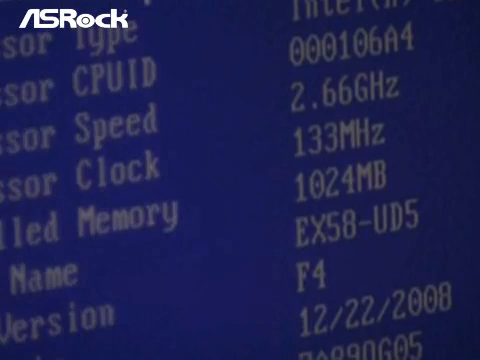 ASRock
Intel(R)
ssor Type
000106A4
ssor CPUID
2.66GHz
ssor Speed
133MHz
ssor Clock
1024MB
lled Memory
EX58-UD5
Name
F4
Version
12/22/2008